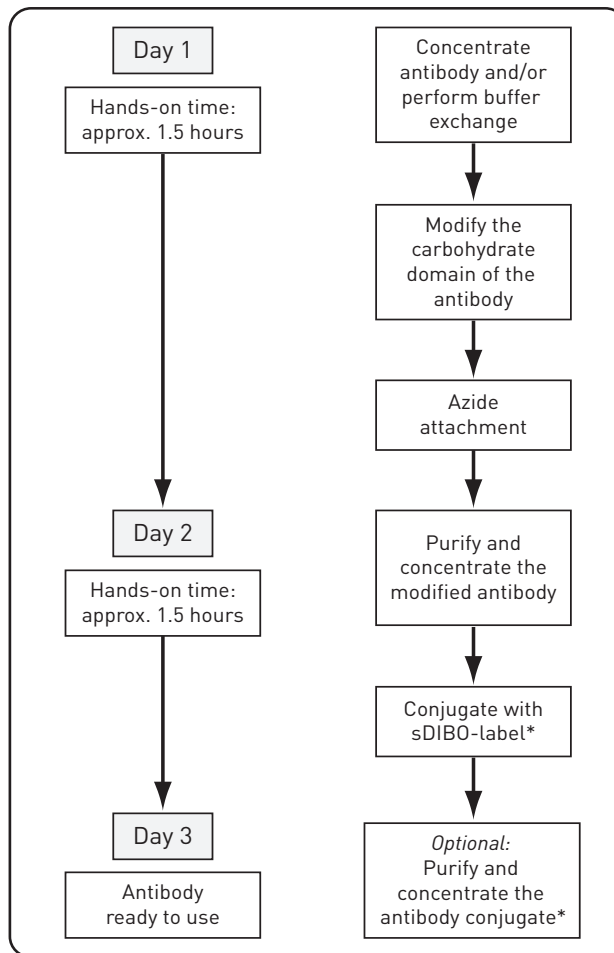 Day 1
Hands-on time:
approx. 1.5 hours
Day 2
Hands-on time:
approx. 1.5 hours
Day 3
Antibody
ready to use
Concentrate
antibody and/or
perform buffer
exchange
Modify the
carbohydrate
domain of the
antibody
Azide
attachment
Purify and
concentrate the
modified antibody
Conjugate with
sDIBO-label*
Optional:
Purify and
concentrate the
antibody conjugate*